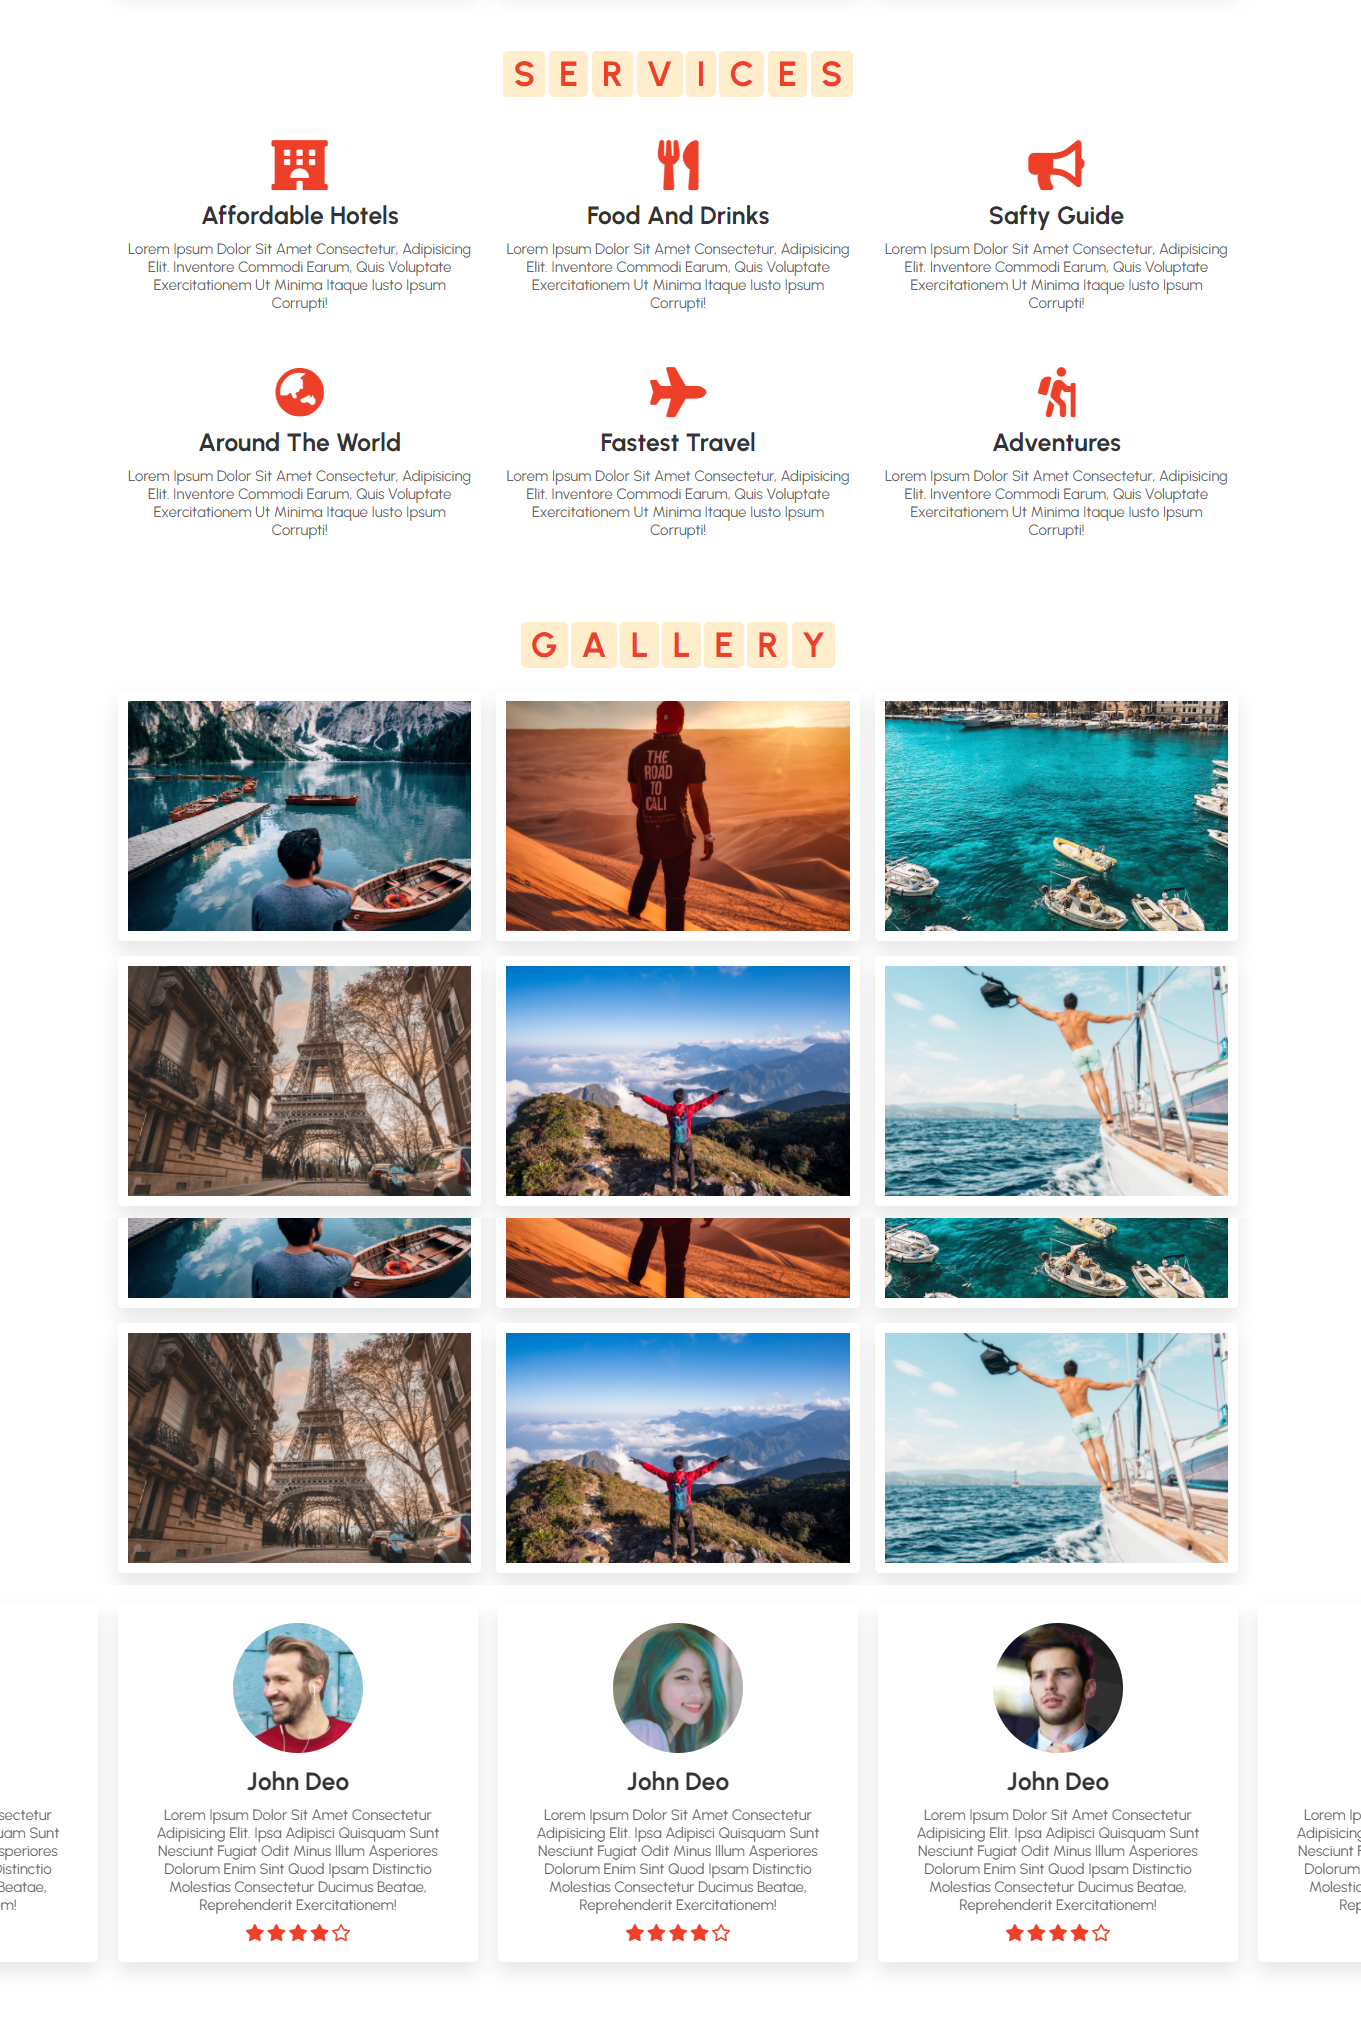 SERVICES
Affordable Hotels
Lorem Ipsum Dolor Sit Amet Consectetur, Adipisicing
Elit. Inventore Commodi Earum, Quis Voluptate
Exercitationem Ut Minima Itaque Iusto Ipsum
Corrupti!
Food And Drinks
Lorem Ipsum Dolor Sit Amet Consectetur, Adipisicing
Elit. Inventore Commodi Earum, Quis Voluptate
Exercitationem Ut Minima Itaque Iusto Ipsum
Corrupti!
Safty Guide
Lorem Ipsum Dolor Sit Amet Consectetur, Adipisicing
Elit. Inventore Commodi Earum, Quis Voluptate
Exercitationem Ut Minima Itaque Iusto Ipsum
Corrupti!
Around The World
Lorem Ipsum Dolor Sit Amet Consectetur, Adipisicing
Elit. Inventore Commodi Earum, Quis Voluptate
Exercitationem Ut Minima Itaque Iusto Ipsum
Corrupti!
Fastest Travel
Lorem Ipsum Dolor Sit Amet Consectetur, Adipisicing
Elit. Inventore Commodi Earum, Quis Voluptate
Exercitationem Ut Minima Itaque Iusto Ipsum
Corrupti!
Adventures
Lorem Ipsum Dolor Sit Amet Consectetur, Adipisicing
Elit. Inventore Commodi Earum, Quis Voluptate
Exercitationem Ut Minima Itaque Iusto Ipsum
Corrupti!
GALLERY
THE
ROAD
TO
CALI
sectetur
uam Sunt
speriores
Distinctio
Beatae,
m!
John Deo
Lorem Ipsum Dolor Sit Amet Consectetur
Adipisicing Elit. Ipsa Adipisci Quisquam Sunt
Nesciunt Fugiat Odit Minus Illum Asperiores
Dolorum Enim Sint Quod Ipsam Distinctio
Molestias Consectetur Ducimus Beatae,
Reprehenderit Exercitationem!
John Deo
Lorem Ipsum Dolor Sit Amet Consectetur
Adipisicing Elit. Ipsa Adipisci Quisquam Sunt
Nesciunt Fugiat Odit Minus Illum Asperiores
Dolorum Enim Sint Quod Ipsam Distinctio
Molestias Consectetur Ducimus Beatae,
Reprehenderit Exercitationem!
John Deo
Lorem Ipsum Dolor Sit Amet Consectetur
Adipisicing Elit. Ipsa Adipisci Quisquam Sunt
Nesciunt Fugiat Odit Minus Illum Asperiores
Dolorum Enim Sint Quod Ipsam Distinctio
Molestias Consectetur Ducimus Beatae,
Reprehenderit Exercitationem!
Lorem Ip
Adipisicing
Nesciunt F
Dolorum
Molestic
Rep